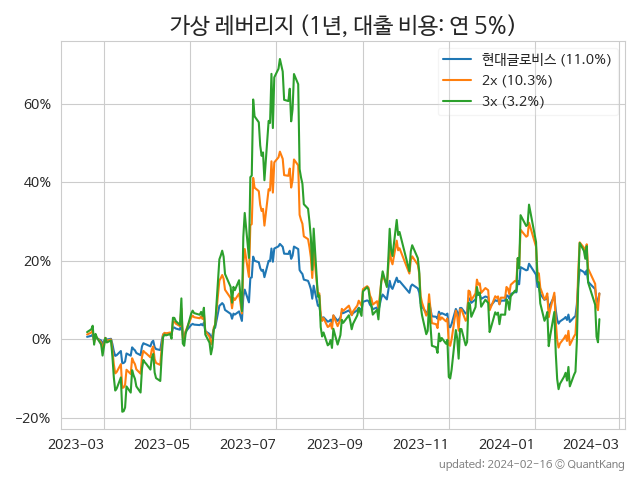 가상 레버리지 (1년, 대출 비용: 연 5%)
현대글로비스 (11.0%)
2x (10.3%)
3x (3.2%)
60%
40%
20%
0%
−20%
2023-03 2023-05 2023-07 2023-09 2023-11 2024-01 2024-03
updated: 2024-02-16 © QuantKang